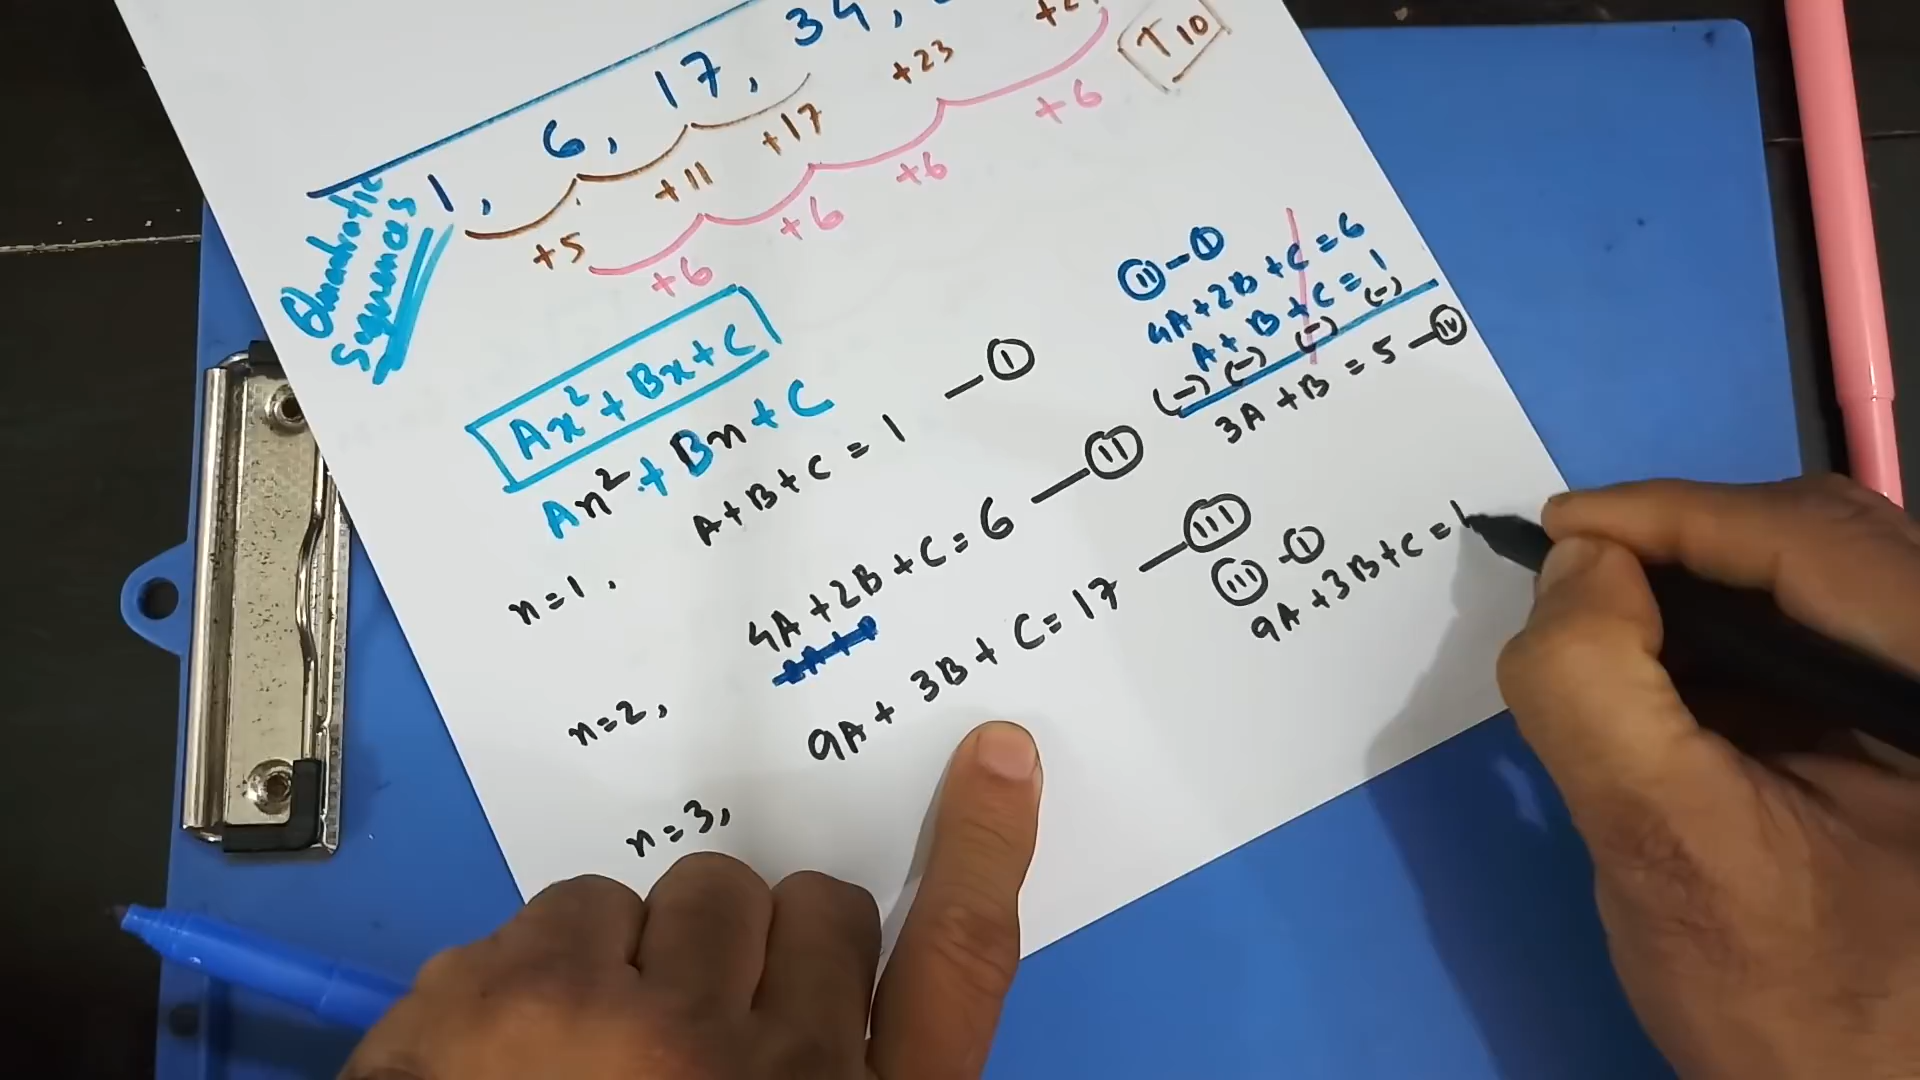 1, 6, 17, 34,
+5 +11 +17 +23
+6 +6 +6 +6
T10
Quadratic
Sequences
Ax² + Bx + C
An² + Bn + C
n=1, A+B+C = 1 — I
n=2, 4A+2B+C = 6 — II
n=3, 9A+3B+C = 17 — III
II - I
4A+2B+C = 6
A+B+C = 1
(-) (-) (-) (-)
3A+B = 5 — IV
III - I
9A+3B+C = 1